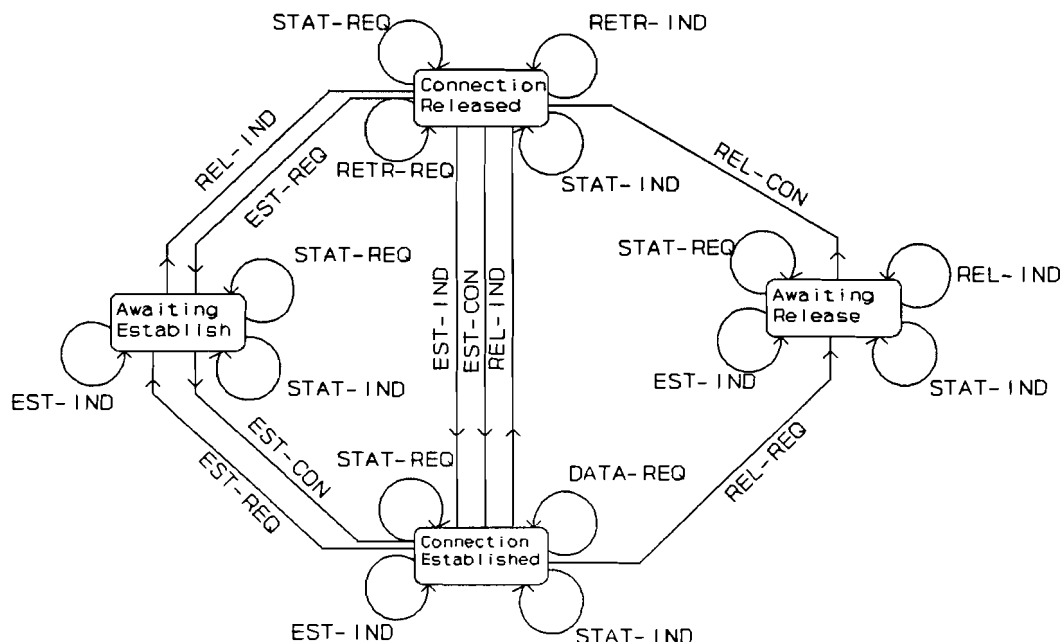 STAT-REQ
RETR-IND
Connection
Released
REL-IND
EST-REQ
RETR-REQ
STAT-IND
REL-CON
STAT-REQ
STAT-REQ
REL-IND
Awaiting
Establish
Awaiting
Release
EST-IND
EST-CON
REL-IND
EST-IND
STAT-IND
EST-IND
STAT-IND
EST-CON
EST-REQ
STAT-REQ
DATA-REQ
REL-REQ
Connection
Established
EST-IND
STAT-IND